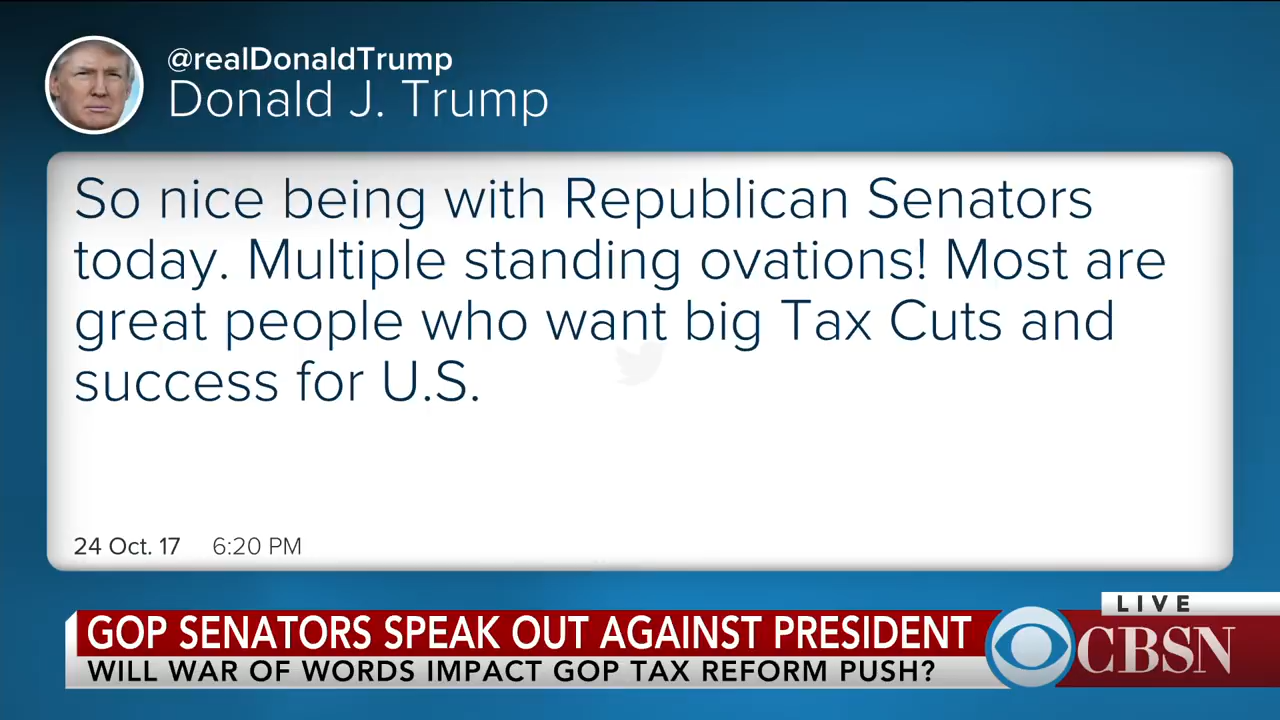 @realDonaldTrump
Donald J. Trump
So nice being with Republican Senators
today. Multiple standing ovations! Most are
great people who want big Tax Cuts and
success for U.S.
24 Oct. 17 6:20 PM
LIVE
GOP SENATORS SPEAK OUT AGAINST PRESIDENT
WILL WAR OF WORDS IMPACT GOP TAX REFORM PUSH?
CBSN